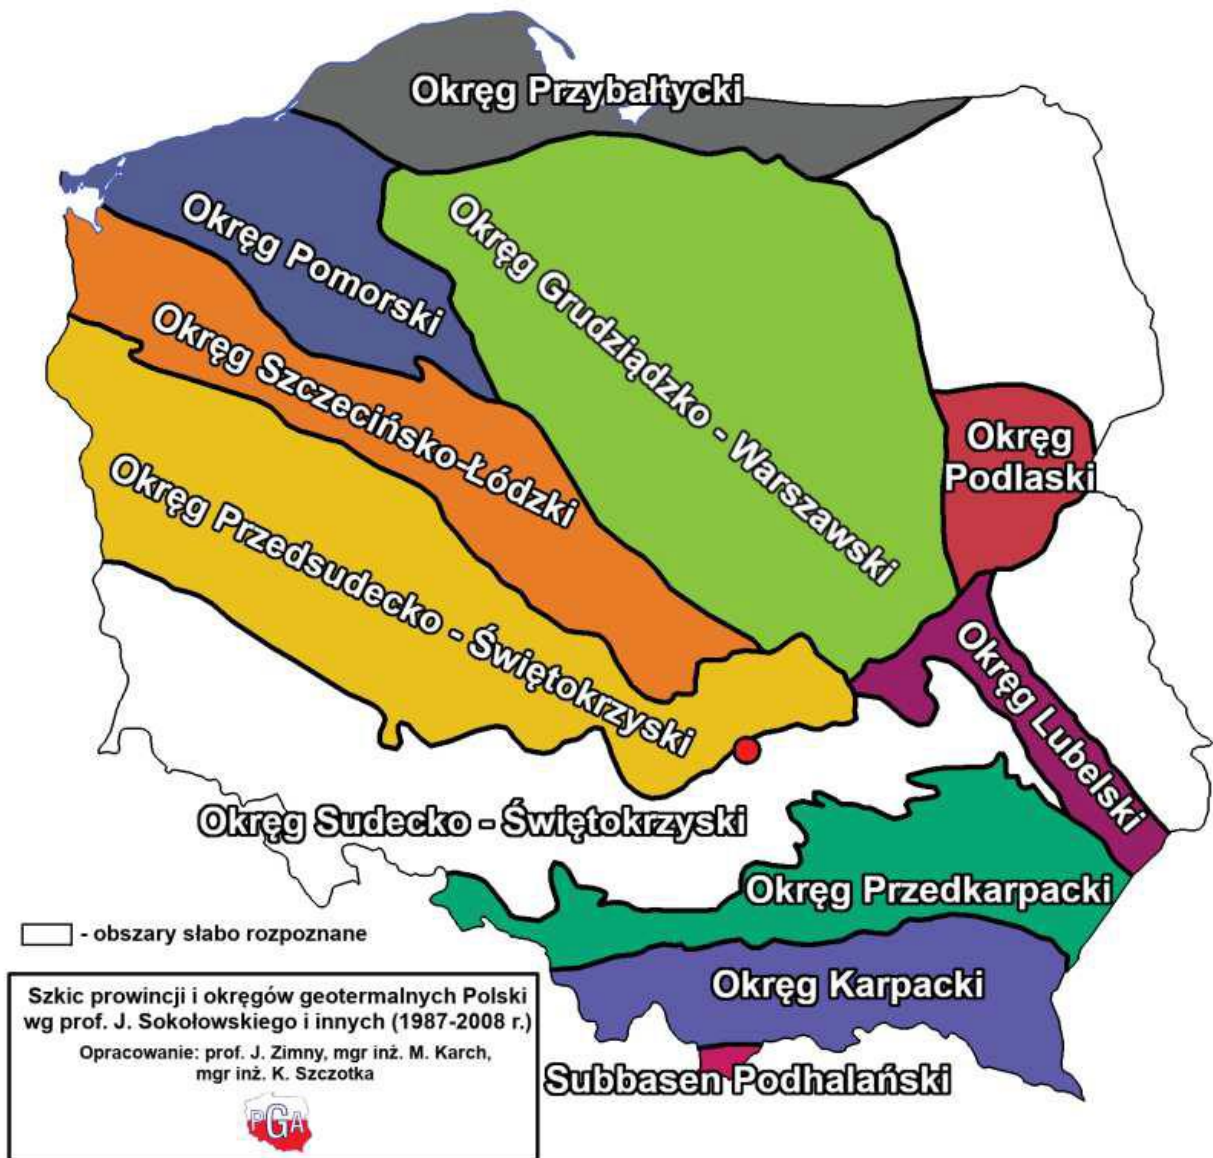 Okręg Przybałtycki
Okręg Pomorski
Okręg Grudziądzko - Warszawski
Okręg Szczecińsko-Łódzki
Okręg
Podlaski
Okręg Przedsudecko - Świętokrzyski
Okręg Lubelski
Okręg Sudecko - Świętokrzyski
Okręg Przedkarpacki
- obszary słabo rozpoznane
Okręg Karpacki
Subbasen Podhalański
Szkic prowincji i okręgów geotermalnych Polski
wg prof. J. Sokołowskiego i innych (1987-2008 r.)
Opracowanie: prof. J. Zimny, mgr inż. M. Karch,
mgr inż. K. Szczotka
PGA